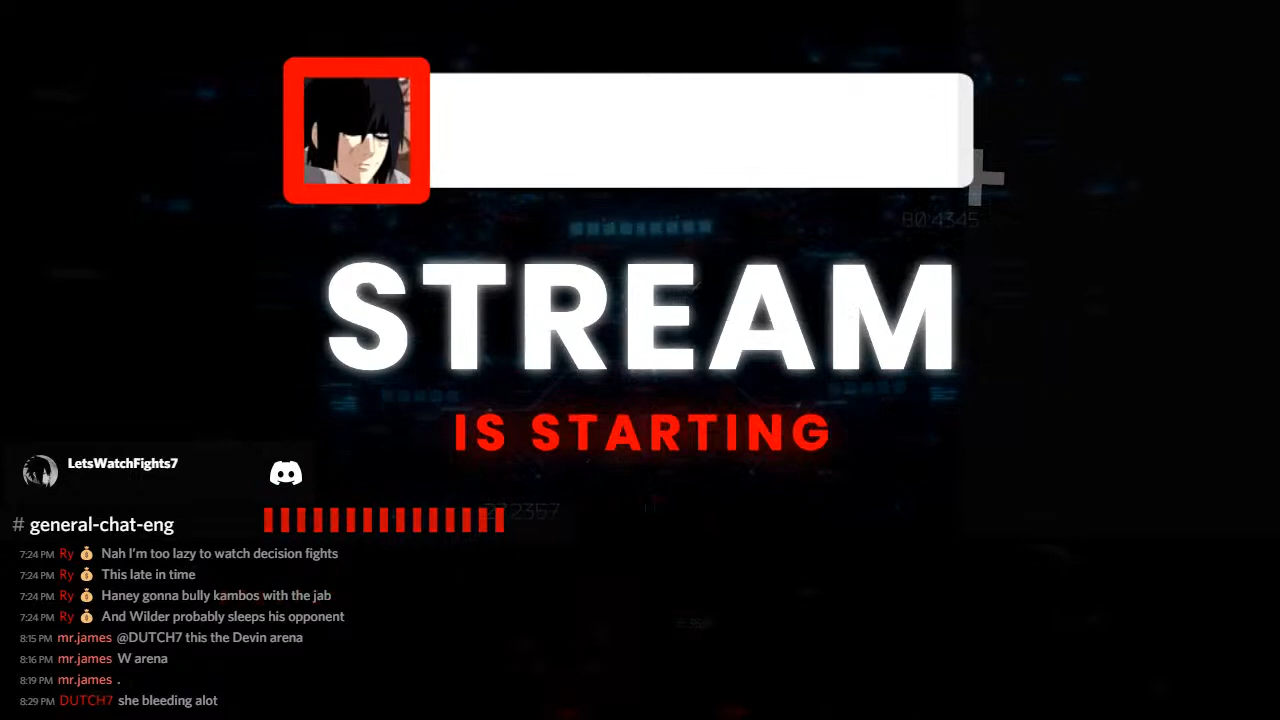 80:4345
STREAM
IS STARTING
LetsWatchFights7
# general-chat-eng
272357
7:24 PM Ry 💰 Nah I'm too lazy to watch decision fights
7:24 PM Ry 💰 This late in time
7:24 PM Ry 💰 Haney gonna bully kambos with the jab
7:24 PM Ry 💰 And Wilder probably sleeps his opponent
8:15 PM mr.james @DUTCH7 this the Devin arena
8:16 PM mr.james W arena
8:19 PM mr.james .
8:29 PM DUTCH7 she bleeding alot